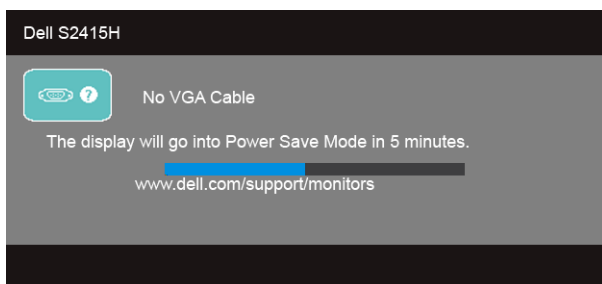 Dell S2415H
?
No VGA Cable
The display will go into Power Save Mode in 5 minutes.
www.dell.com/support/monitors